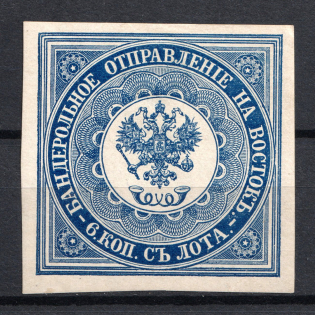 БАНДЕРОЛЬНОЕ ОТПРАВЛЕНІЕ НА ВОСТОКЪ
6 КОП. СЪ ЛОТА.